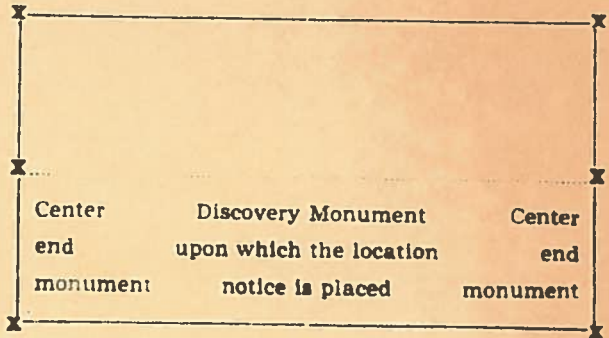 X X
X X
Center Discovery Monument Center
end upon which the location end
monument notice is placed monument
X X